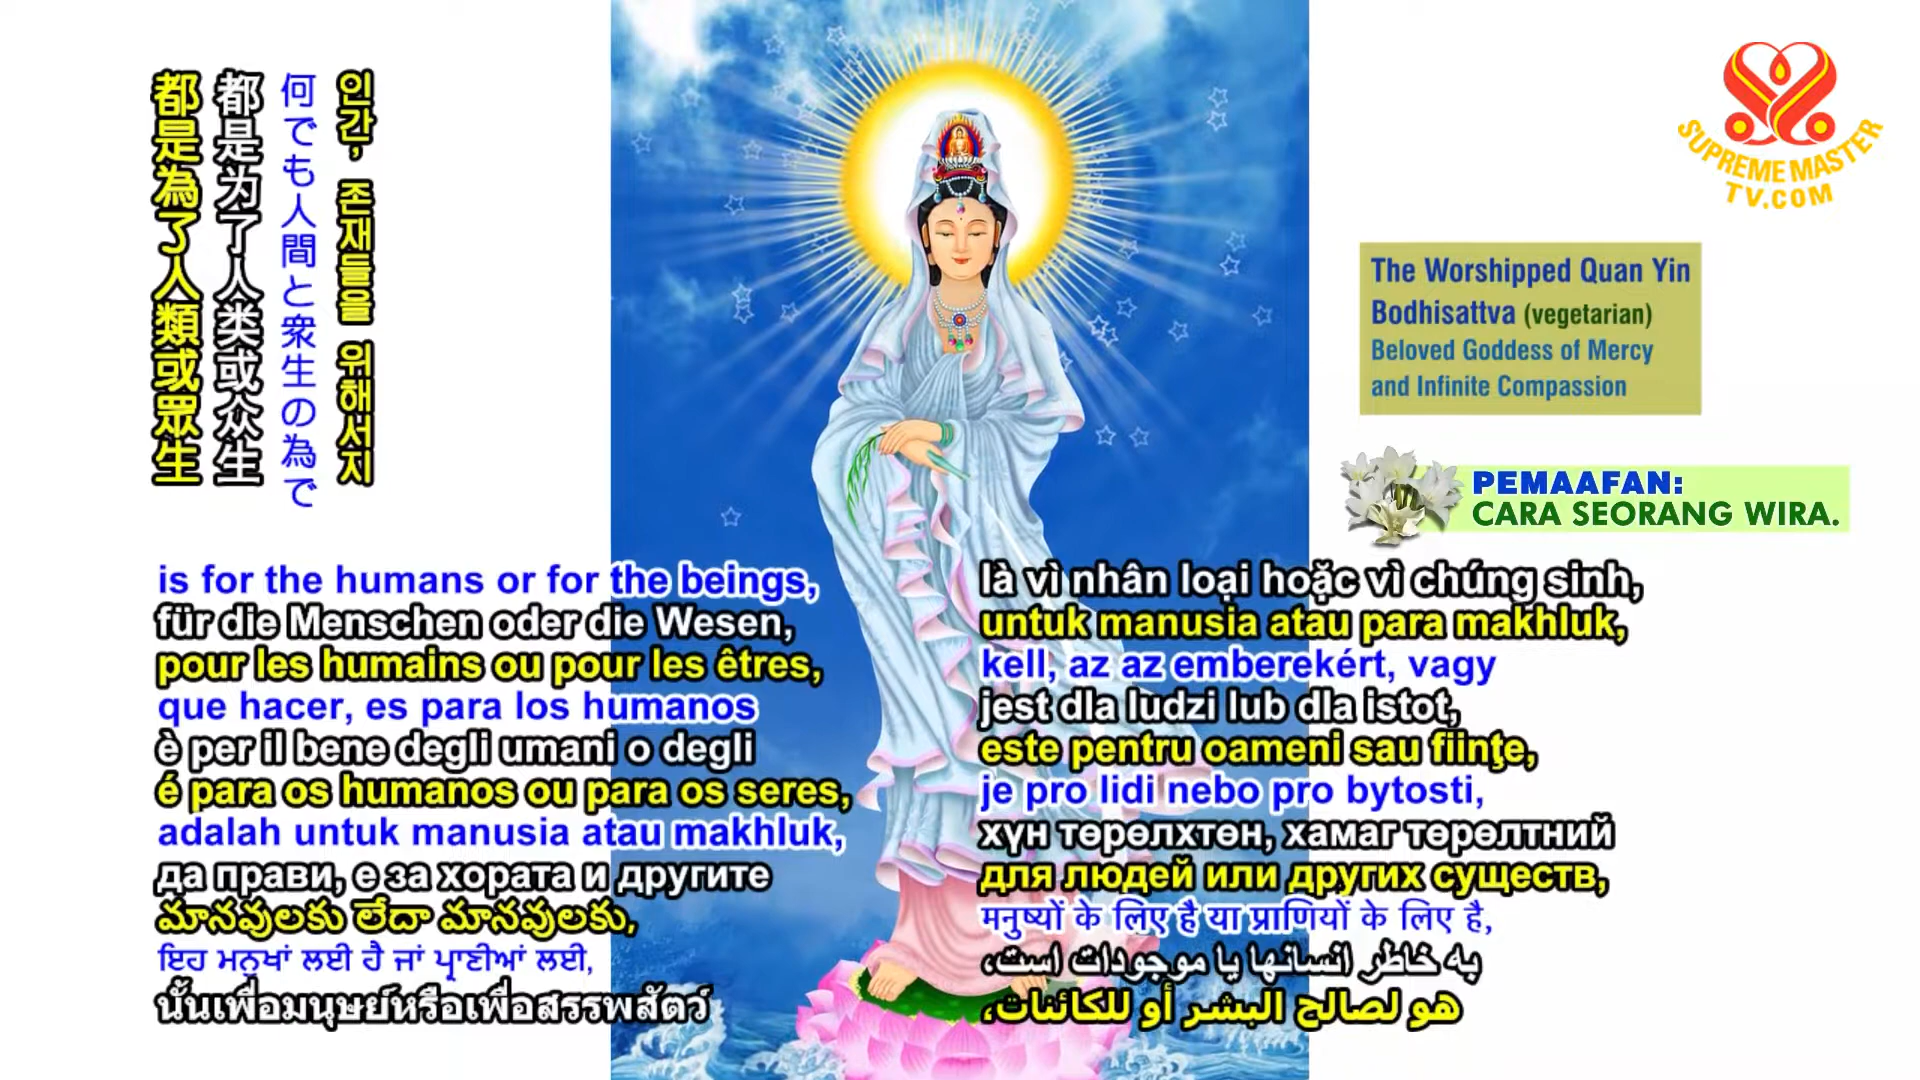 都是為了人類或眾生
都是为了人类或众生
何でも人間と衆生の為で
인간, 존재들을 위해서지
SUPREME MASTER
TV.COM
The Worshipped Quan Yin
Bodhisattva (vegetarian)
Beloved Goddess of Mercy
and Infinite Compassion
PEMAAFAN:
CARA SEORANG WIRA.
is for the humans or for the beings,
für die Menschen oder die Wesen,
pour les humains ou pour les êtres,
que hacer, es para los humanos
è per il bene degli umani o degli
é para os humanos ou para os seres,
adalah untuk manusia atau makhluk,
да прави, е за хората и другите
మానవులకు లేదా మానవులకు,
ਇਹ ਮਨੁਖਾਂ ਲਈ ਹੈ ਜਾਂ ਪ੍ਰਾਣੀਆਂ ਲਈ,
นั้นเพื่อมนุษย์หรือเพื่อสรรพสัตว์
là vì nhân loại hoặc vì chúng sinh,
untuk manusia atau para makhluk,
kell, az az emberekért, vagy
jest dla ludzi lub dla istot,
este pentru oameni sau fiinţe,
je pro lidi nebo pro bytosti,
хүн төрөлхтөн, хамаг төрөлтний
для людей или других существ,
मनुष्यों के लिए है या प्राणियों के लिए है,
به خاطر انسانها یا موجودات است،
هو لصالح البشر أو للكائنات،